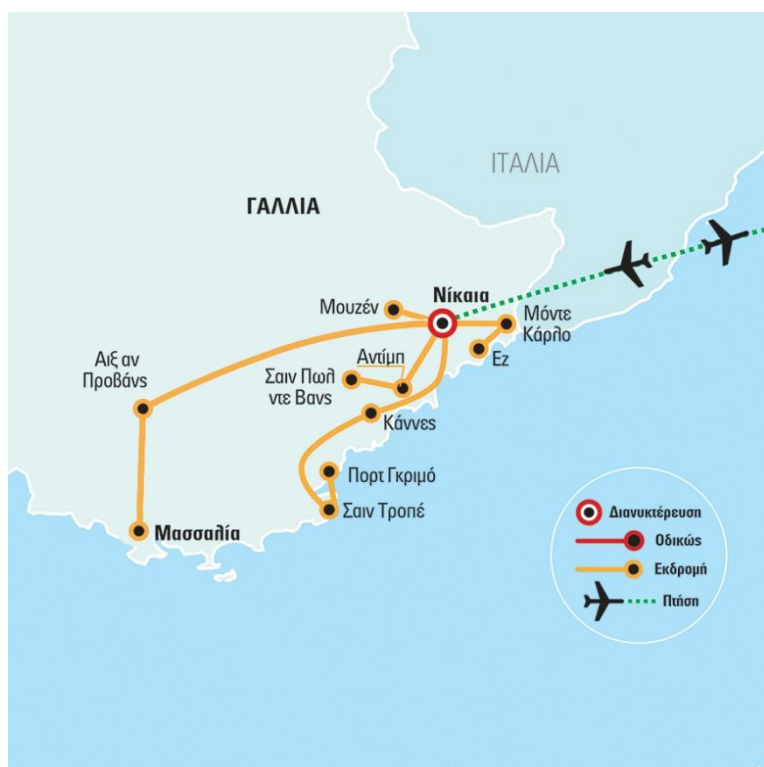 ΙΤΑΛΙΑ
ΓΑΛΛΙΑ
Νίκαια
Μουζέν
Μόντε
Κάρλο
Εz
Αντίμπ
Αιξ αν
Προβάνς
Σαιν Πωλ
ντε Βανς
Κάννες
Πορτ Γκριμό
Σαιν Τροπέ
Μασσαλία
Διανυκτέρευση
Οδικώς
Εκδρομή
Πτήση